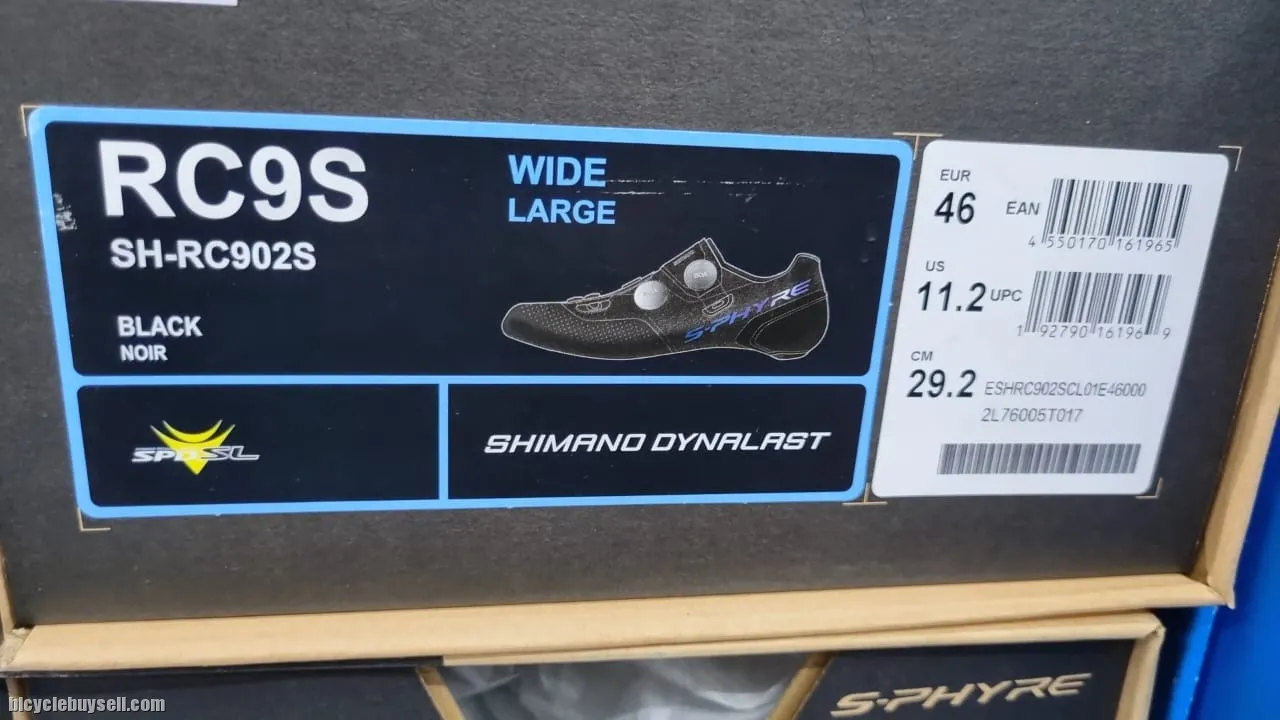 RC9S
SH-RC902S
BLACK
NOIR
WIDE
LARGE
BOA
S-PHYRE
SPD-SL
SHIMANO DYNALAST
EUR
46
EAN
4 550170 161965
US
11.2
UPC
1 92790 16196 9
CM
29.2
ESHRC902SCL01E46000
2L76005T017
S-PHYRE
bicyclebuysell.com